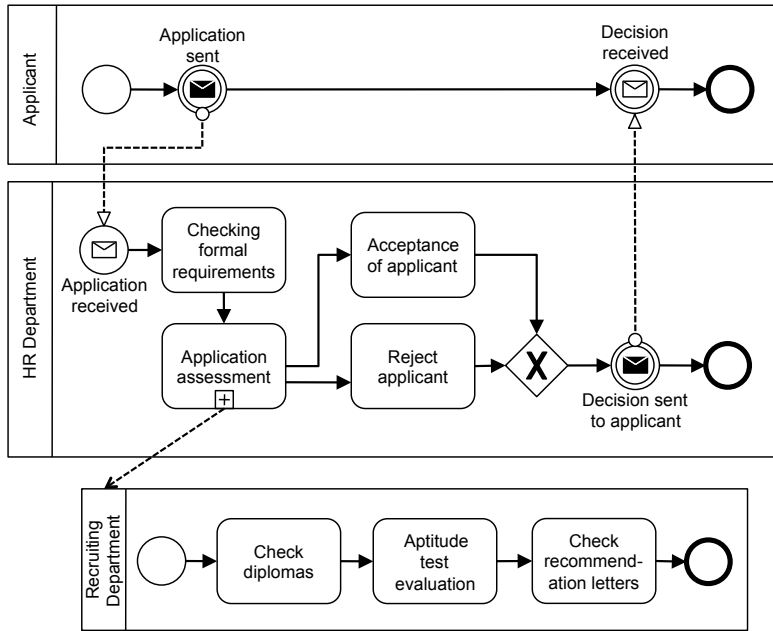 Applicant
Application
sent
Decision
received
HR Department
Application
received
Checking
formal
requirements
Application
assessment
Acceptance
of applicant
Reject
applicant
X
Decision sent
to applicant
Recruiting
Department
Check
diplomas
Aptitude
test
evaluation
Check
recommend-
ation letters